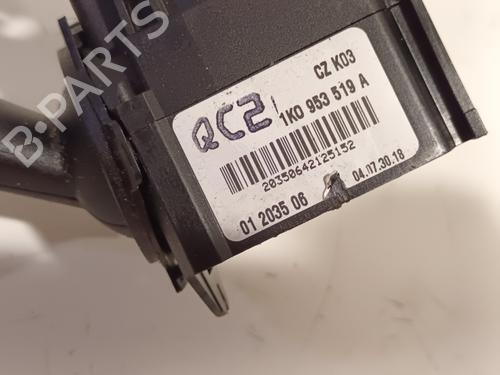 CZ K03
QC2
1K0 953 519 A
20350642125152
01 2035 06
04.07.30.18
B-PARTS